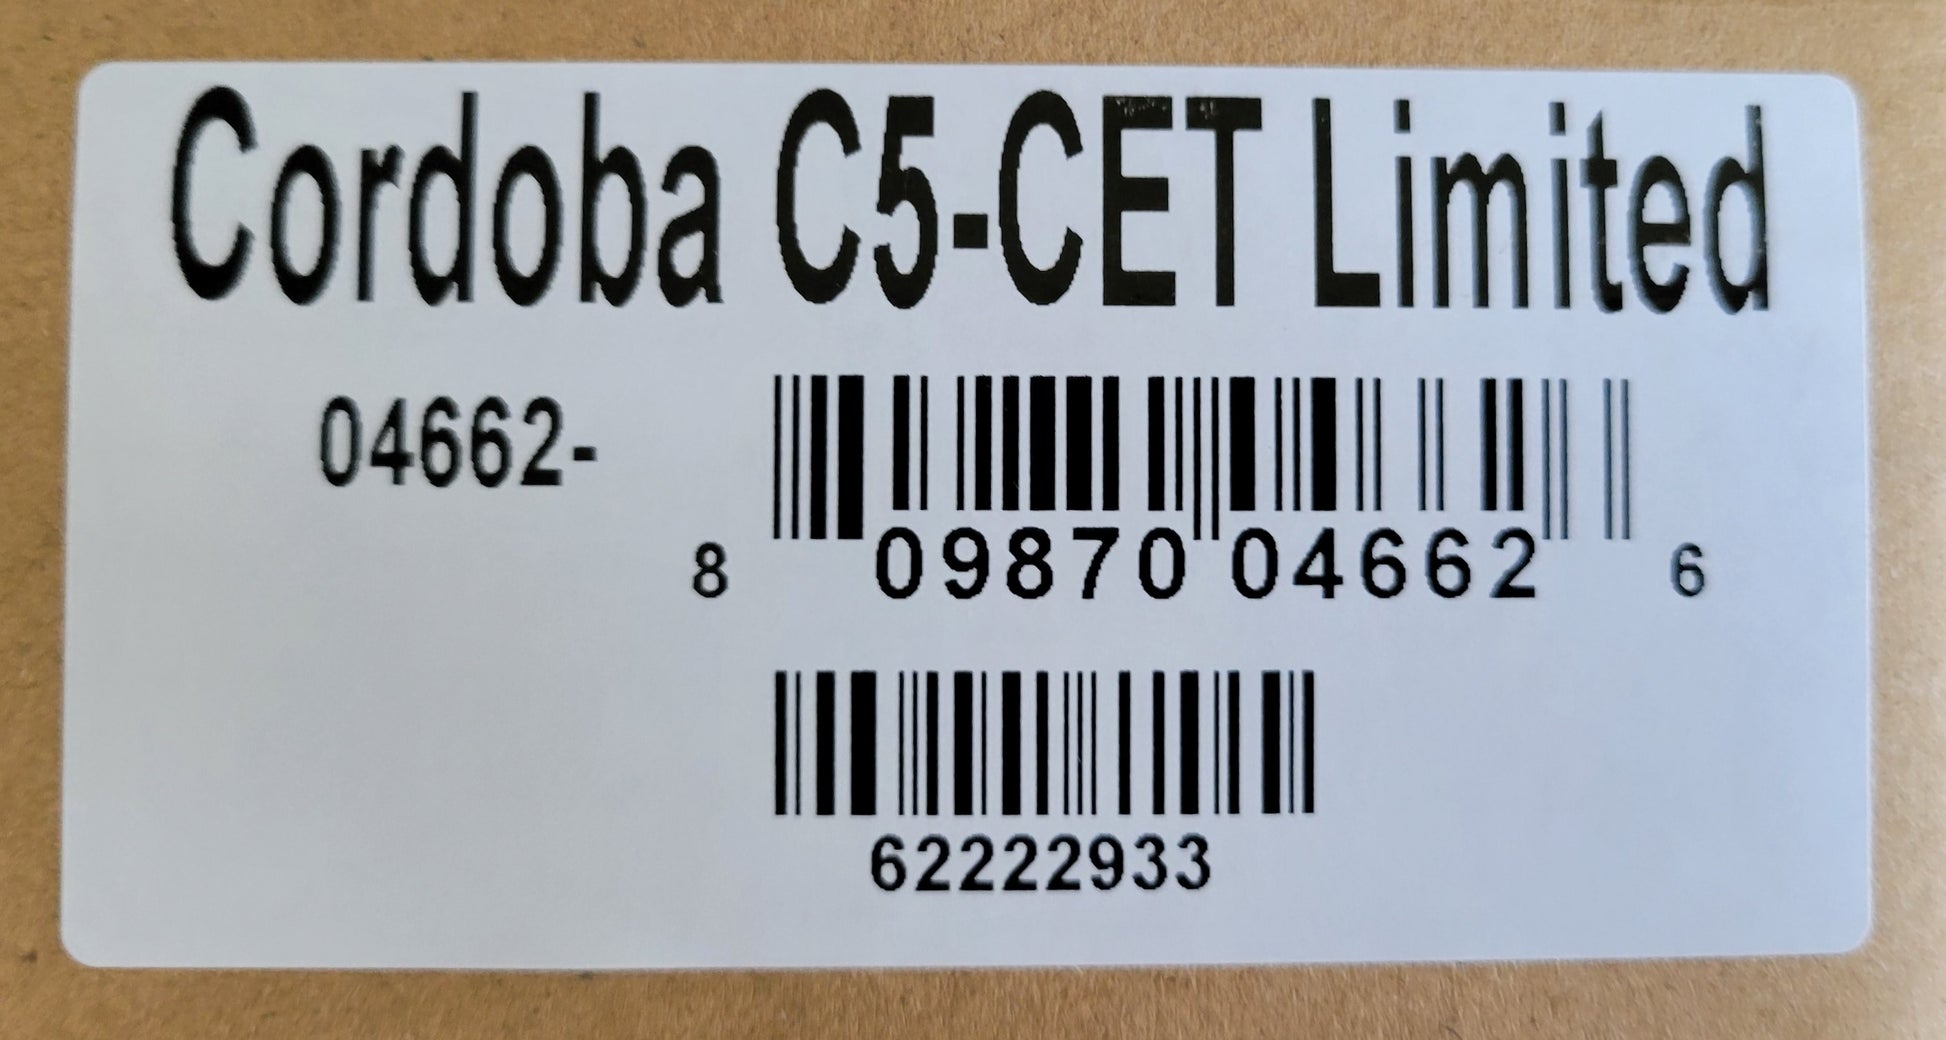 Cordoba C5-CET Limited
04662-
8 09870 04662 6
62222933